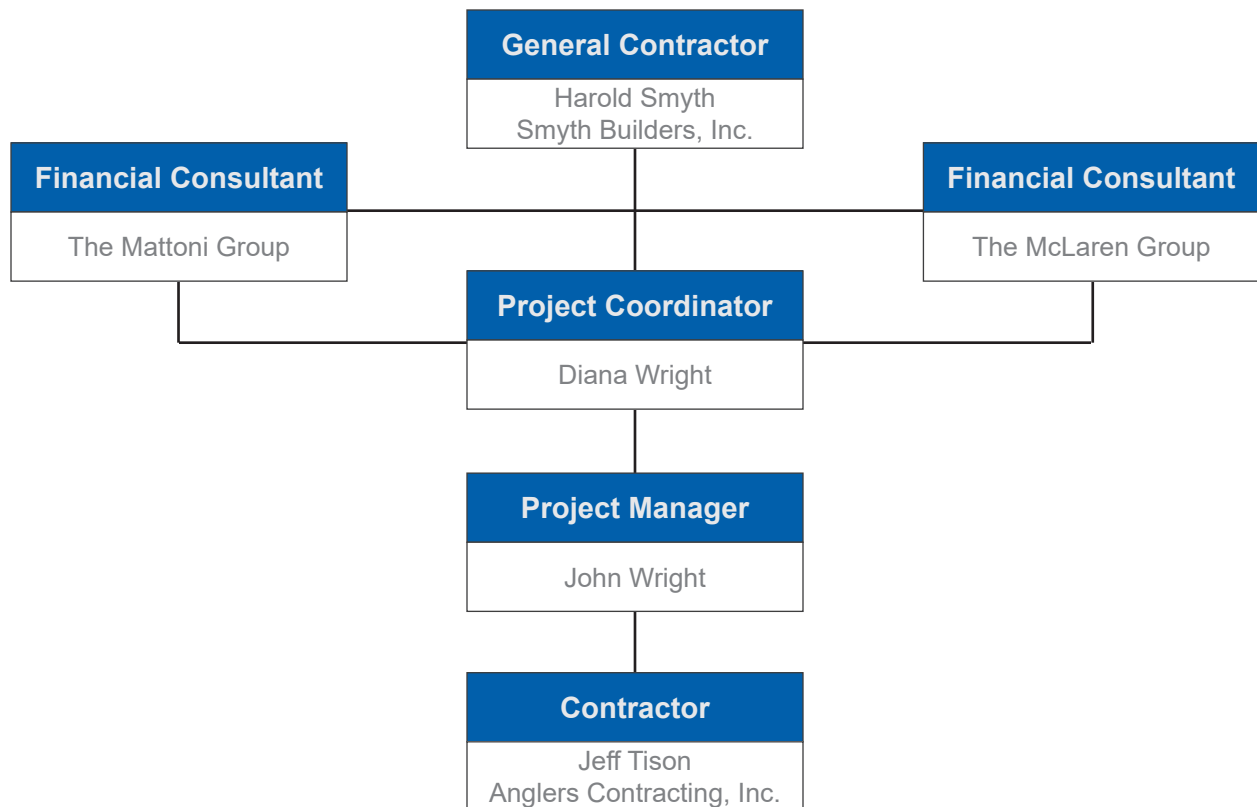 General Contractor
Harold Smyth
Smyth Builders, Inc.
Financial Consultant
The Mattoni Group
Financial Consultant
The McLaren Group
Project Coordinator
Diana Wright
Project Manager
John Wright
Contractor
Jeff Tison
Anglers Contracting, Inc.